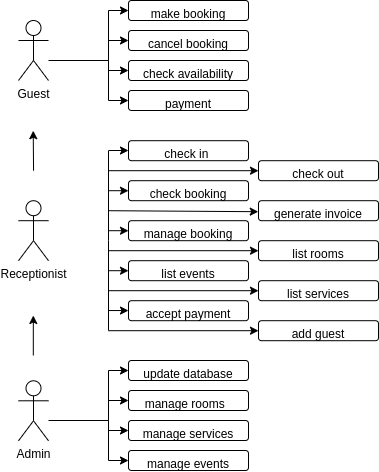 make booking
cancel booking
check availability
payment
Guest
check in
check out
check booking
generate invoice
manage booking
list rooms
list events
list services
accept payment
add guest
Receptionist
update database
manage rooms
manage services
manage events
Admin